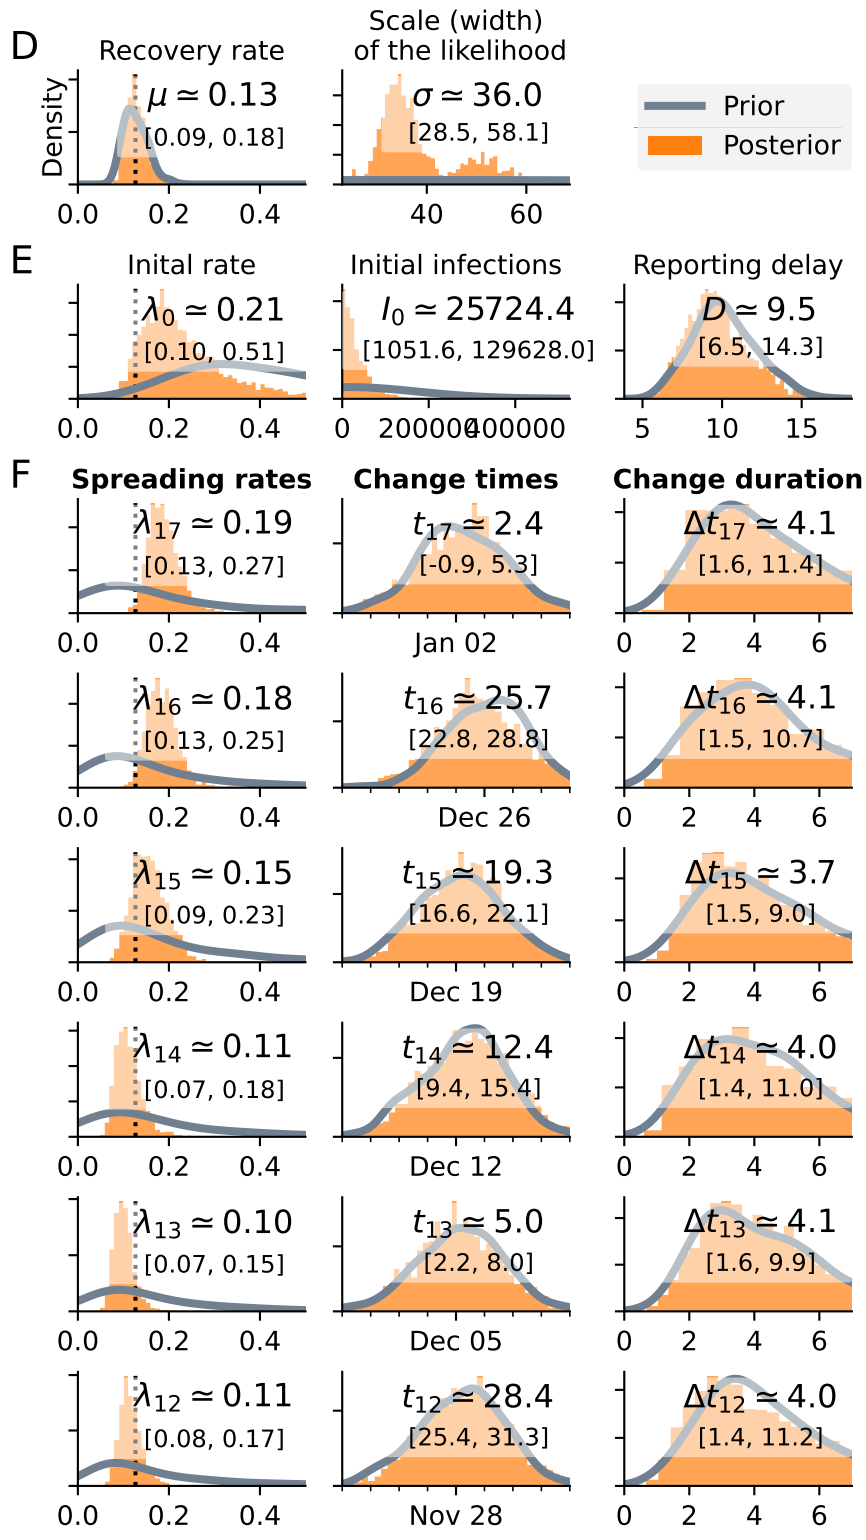 D
Recovery rate
Scale (width)
of the likelihood
Density
μ ≃ 0.13
[0.09, 0.18]
σ ≃ 36.0
[28.5, 58.1]
Prior
Posterior
0.0 0.2 0.4
40 60
E
Inital rate
Initial infections
Reporting delay
λ0 ≃ 0.21
[0.10, 0.51]
I0 ≃ 25724.4
[1051.6, 129628.0]
D ≃ 9.5
[6.5, 14.3]
0.0 0.2 0.4
0 200000 400000
5 10 15
F
Spreading rates
Change times
Change duration
λ17 ≃ 0.19
[0.13, 0.27]
t17 ≃ 2.4
[-0.9, 5.3]
Δt17 ≃ 4.1
[1.6, 11.4]
0.0 0.2 0.4
Jan 02
0 2 4 6
λ16 ≃ 0.18
[0.13, 0.25]
t16 ≃ 25.7
[22.8, 28.8]
Δt16 ≃ 4.1
[1.5, 10.7]
0.0 0.2 0.4
Dec 26
0 2 4 6
λ15 ≃ 0.15
[0.09, 0.23]
t15 ≃ 19.3
[16.6, 22.1]
Δt15 ≃ 3.7
[1.5, 9.0]
0.0 0.2 0.4
Dec 19
0 2 4 6
λ14 ≃ 0.11
[0.07, 0.18]
t14 ≃ 12.4
[9.4, 15.4]
Δt14 ≃ 4.0
[1.4, 11.0]
0.0 0.2 0.4
Dec 12
0 2 4 6
λ13 ≃ 0.10
[0.07, 0.15]
t13 ≃ 5.0
[2.2, 8.0]
Δt13 ≃ 4.1
[1.6, 9.9]
0.0 0.2 0.4
Dec 05
0 2 4 6
λ12 ≃ 0.11
[0.08, 0.17]
t12 ≃ 28.4
[25.4, 31.3]
Δt12 ≃ 4.0
[1.4, 11.2]
0.0 0.2 0.4
Nov 28
0 2 4 6